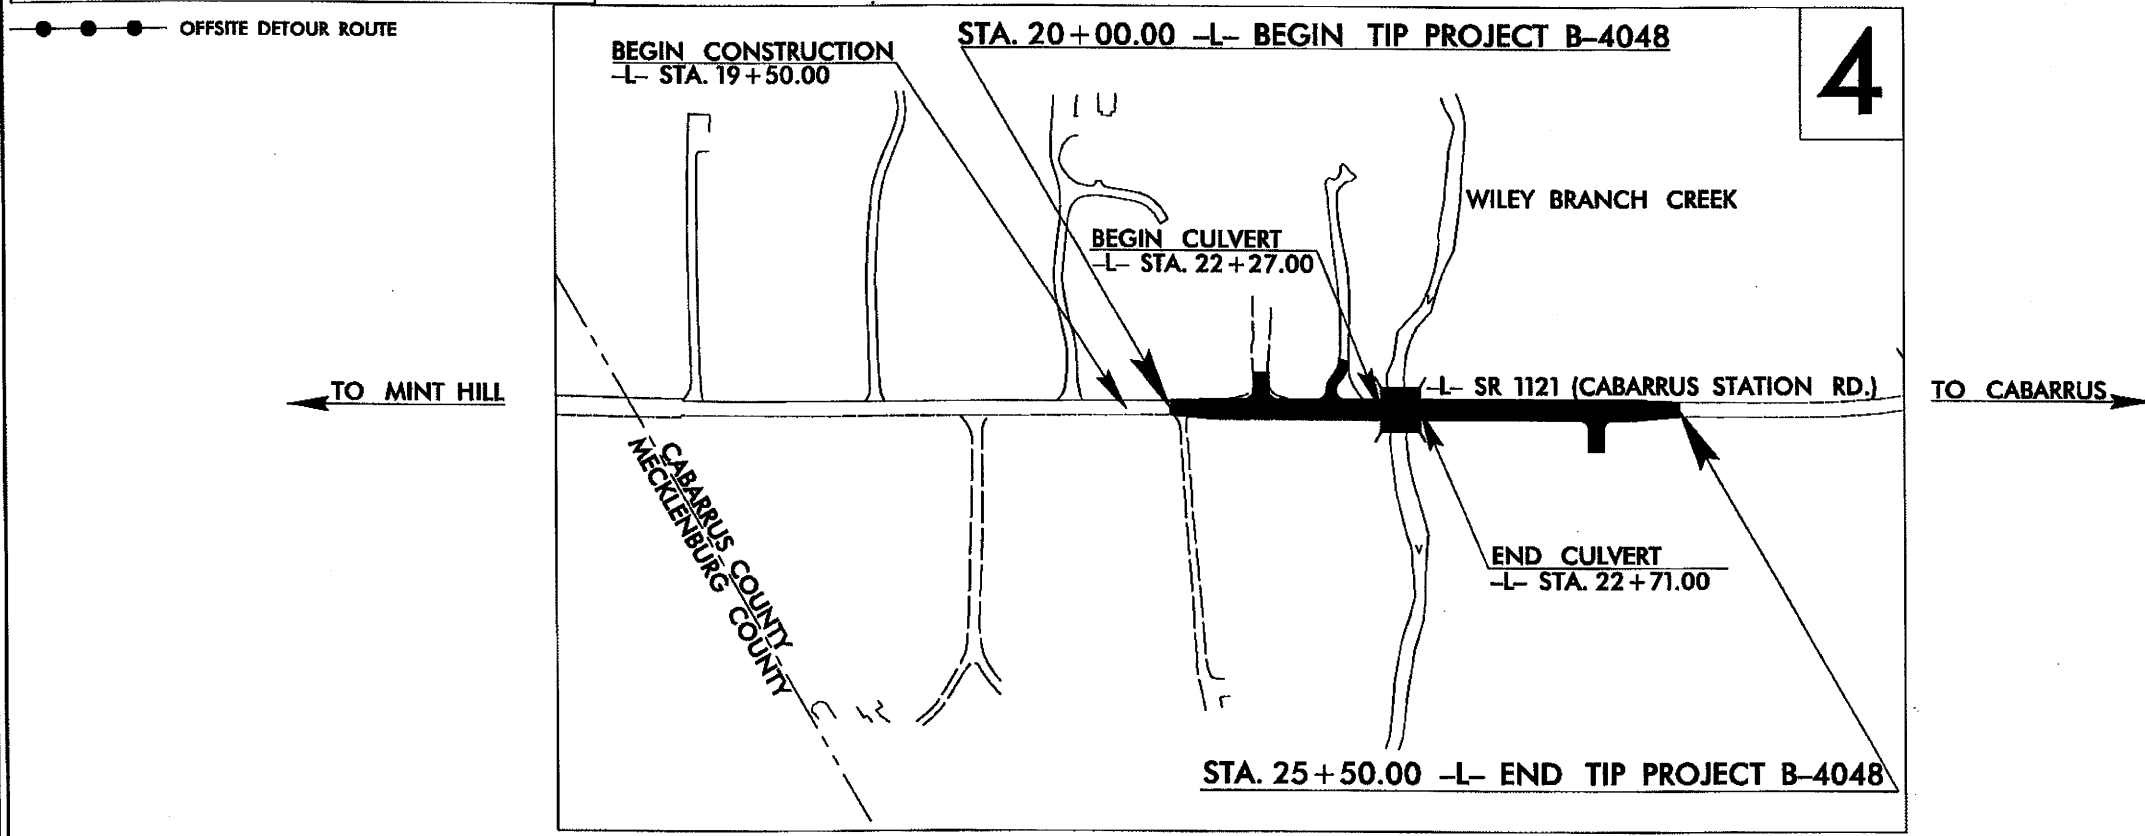 OFFSITE DETOUR ROUTE
STA. 20+00.00 -L- BEGIN TIP PROJECT B-4048
BEGIN CONSTRUCTION
-L- STA. 19+50.00
4
WILEY BRANCH CREEK
BEGIN CULVERT
-L- STA. 22+27.00
TO MINT HILL
-L- SR 1121 (CABARRUS STATION RD.)
TO CABARRUS
CABARRUS COUNTY
MECKLENBURG COUNTY
END CULVERT
-L- STA. 22+71.00
STA. 25+50.00 -L- END TIP PROJECT B-4048